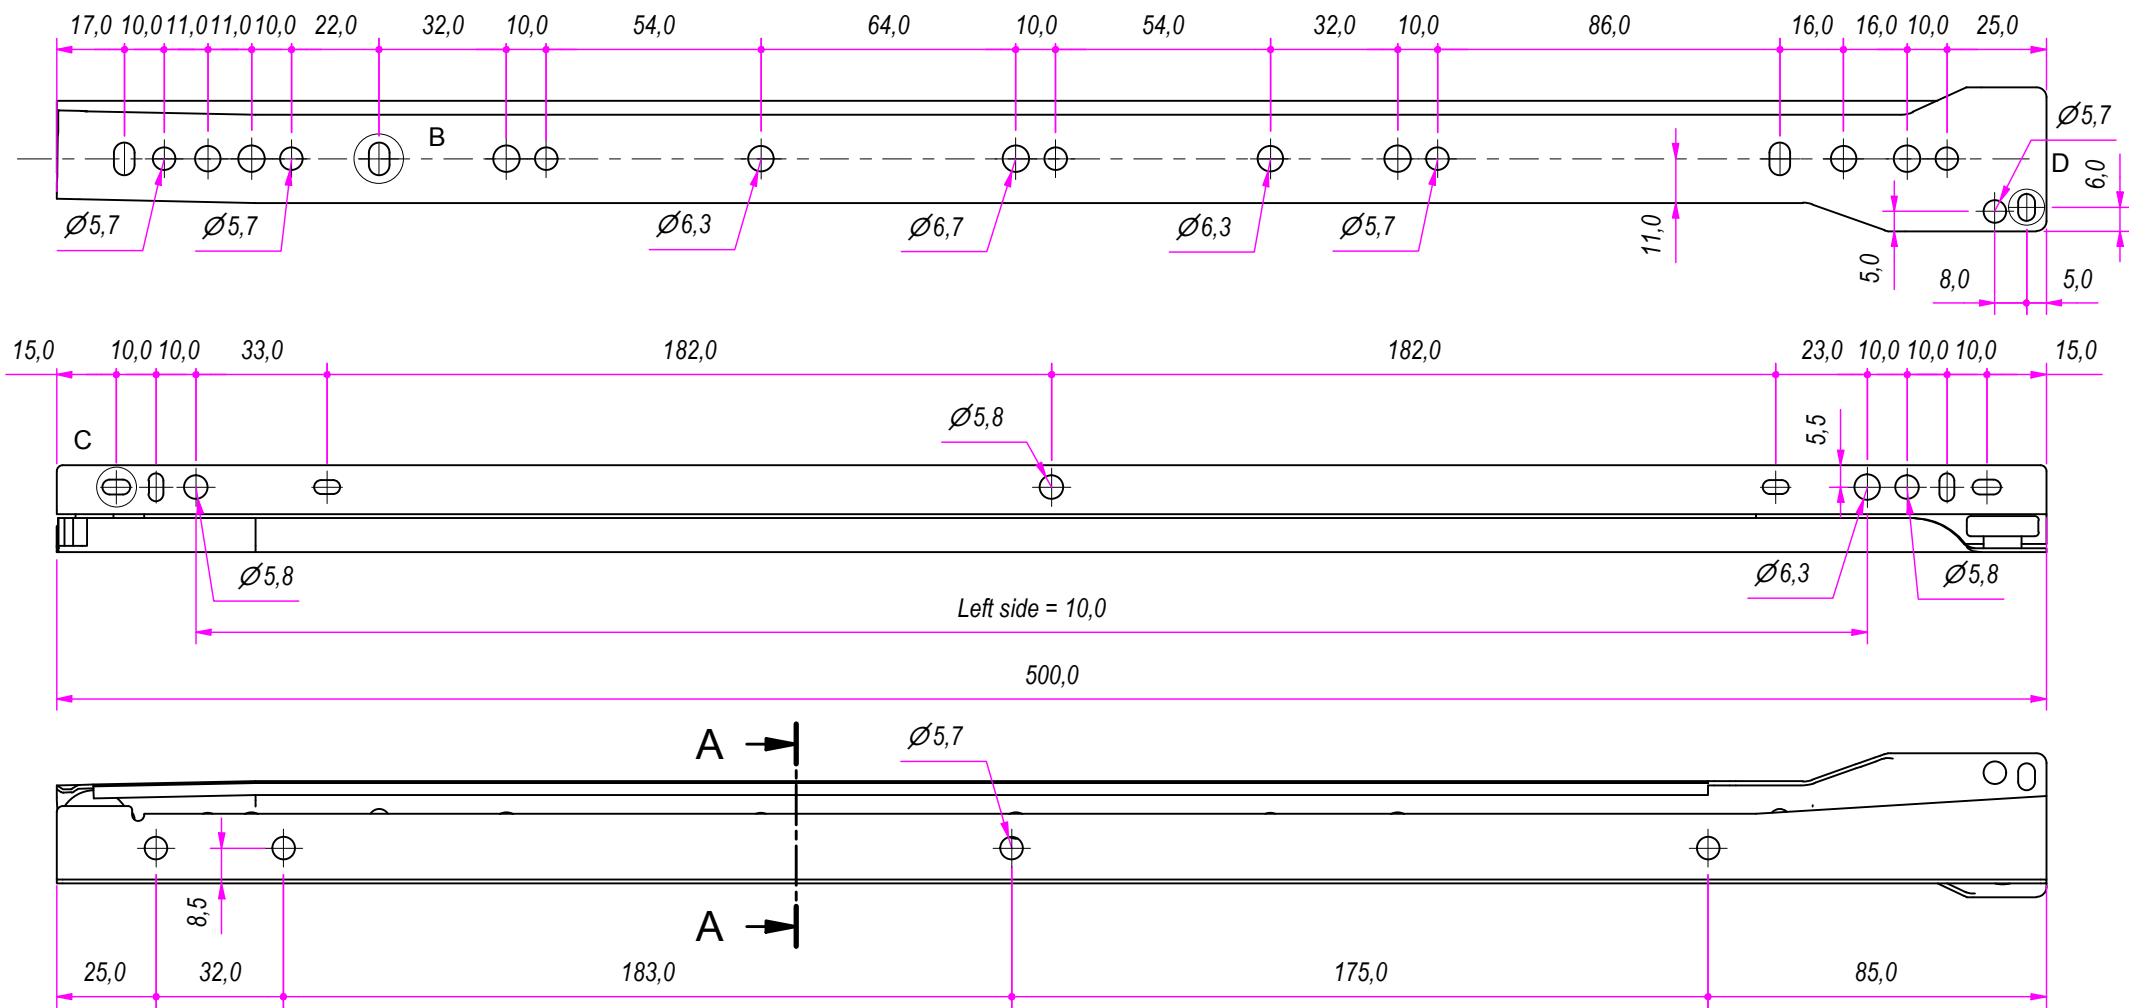 17,0 10,0 11,0 11,0 10,0 22,0 32,0 10,0 54,0 64,0 10,0 54,0 32,0 10,0 86,0 16,0 16,0 10,0 25,0
Ø5,7
B
D
6,0
Ø5,7 Ø5,7 Ø6,3 Ø6,7 Ø6,3 Ø5,7
11,0
5,0
8,0 5,0
15,0 10,0 10,0 33,0 182,0 182,0 23,0 10,0 10,0 10,0 15,0
Ø5,8
5,5
C
Ø5,8 Ø6,3 Ø5,8
Left side = 10,0
500,0
A
Ø5,7
8,5
A
25,0 32,0 183,0 175,0 85,0